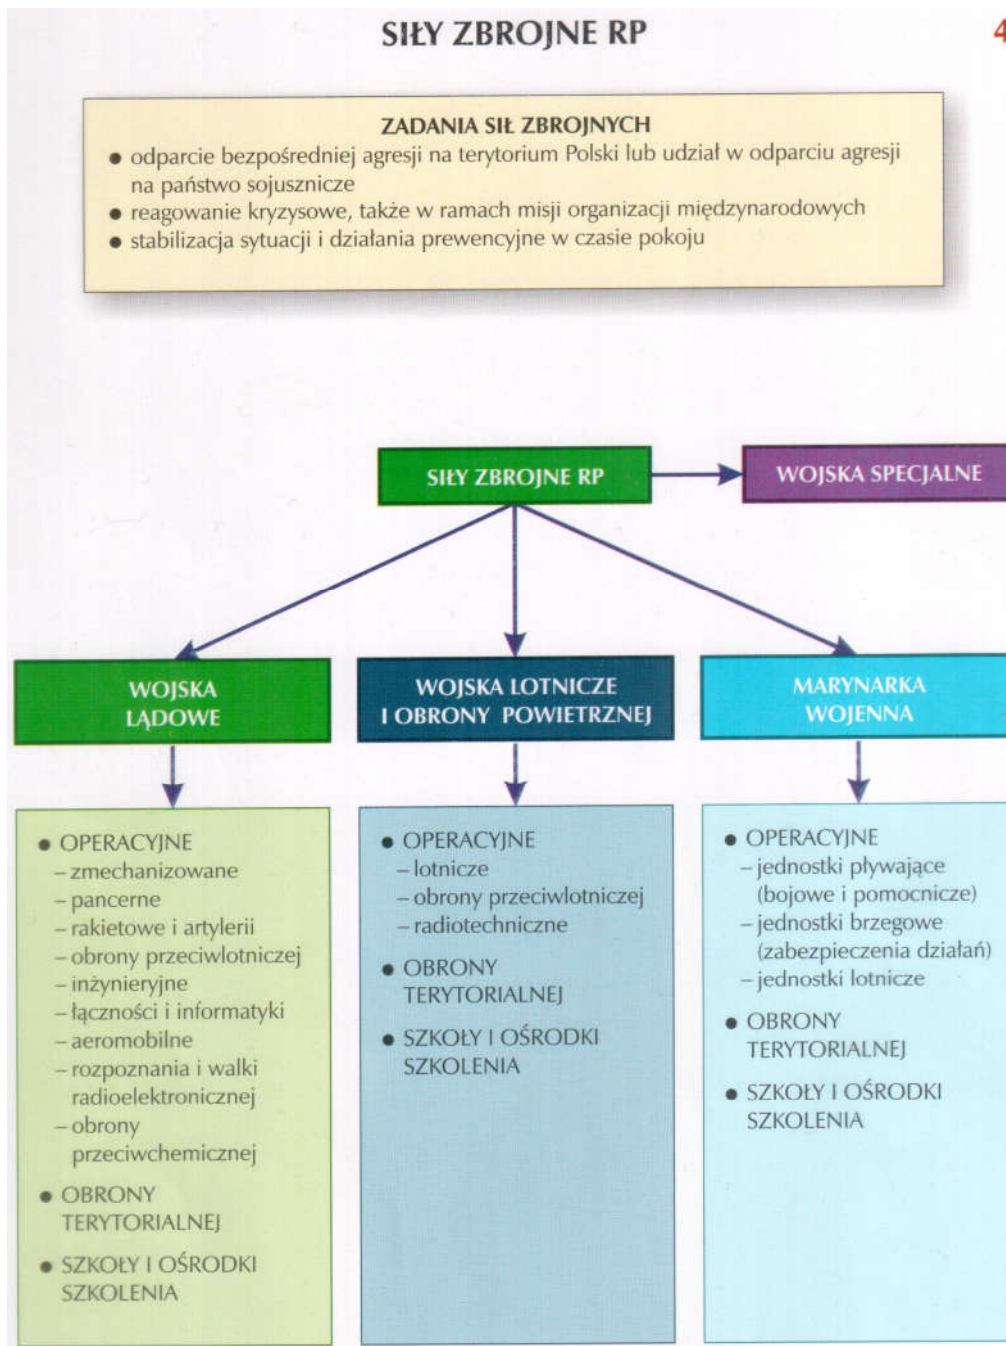 SIŁY ZBROJNE RP
4
ZADANIA SIŁ ZBROJNYCH
● odparcie bezpośredniej agresji na terytorium Polski lub udział w odparciu agresji
na państwo sojusznicze
● reagowanie kryzysowe, także w ramach misji organizacji międzynarodowych
● stabilizacja sytuacji i działania prewencyjne w czasie pokoju
SIŁY ZBROJNE RP
WOJSKA SPECJALNE
WOJSKA
LĄDOWE
● OPERACYJNE
– zmechanizowane
– pancerne
– rakietowe i artylerii
– obrony przeciwlotniczej
– inżynieryjne
– łączności i informatyki
– aeromobilne
– rozpoznania i walki
radioelektronicznej
– obrony
przeciwchemicznej
● OBRONY
TERYTORIALNEJ
● SZKOŁY I OŚRODKI
SZKOLENIA
WOJSKA LOTNICZE
I OBRONY POWIETRZNEJ
● OPERACYJNE
– lotnicze
– obrony przeciwlotniczej
– radiotechniczne
● OBRONY
TERYTORIALNEJ
● SZKOŁY I OŚRODKI
SZKOLENIA
MARYNARKA
WOJENNA
● OPERACYJNE
– jednostki pływające
(bojowe i pomocnicze)
– jednostki brzegowe
(zabezpieczenia działań)
– jednostki lotnicze
● OBRONY
TERYTORIALNEJ
● SZKOŁY I OŚRODKI
SZKOLENIA